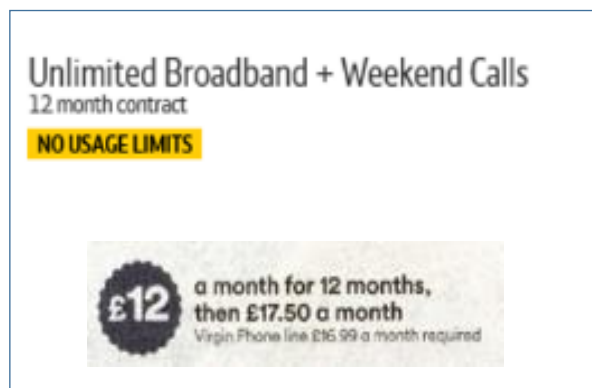 Unlimited Broadband + Weekend Calls
12 month contract
NO USAGE LIMITS
£12
a month for 12 months,
then £17.50 a month
Virgin Phone line £16.99 a month required